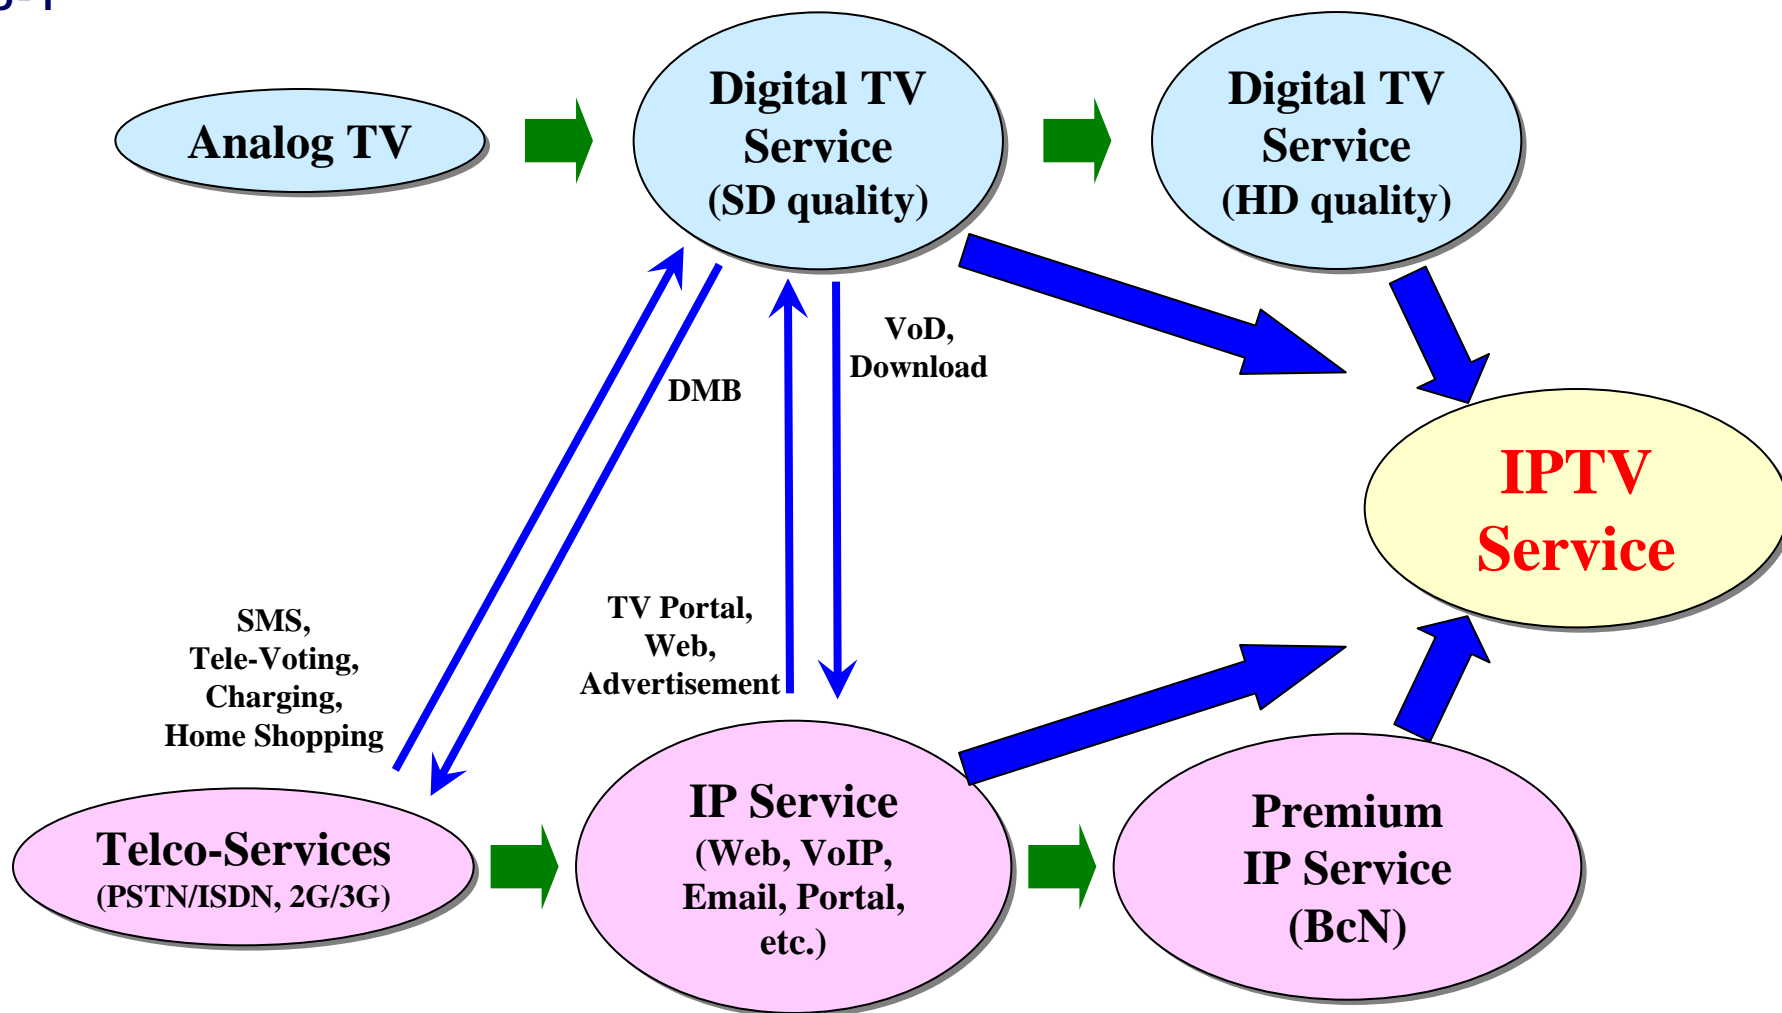 Analog TV
Digital TV
Service
(SD quality)
Digital TV
Service
(HD quality)
VoD,
Download
DMB
IPTV
Service
SMS,
Tele-Voting,
Charging,
Home Shopping
TV Portal,
Web,
Advertisement
Telco-Services
(PSTN/ISDN, 2G/3G)
IP Service
(Web, VoIP,
Email, Portal,
etc.)
Premium
IP Service
(BcN)